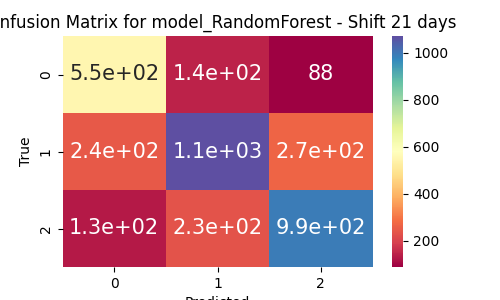 nfusion Matrix for model_RandomForest - Shift 21 days
0 5.5e+02 1.4e+02 88
1 2.4e+02 1.1e+03 2.7e+02
2 1.3e+02 2.3e+02 9.9e+02
0 1 2
True
Predicted
1000
800
600
400
200